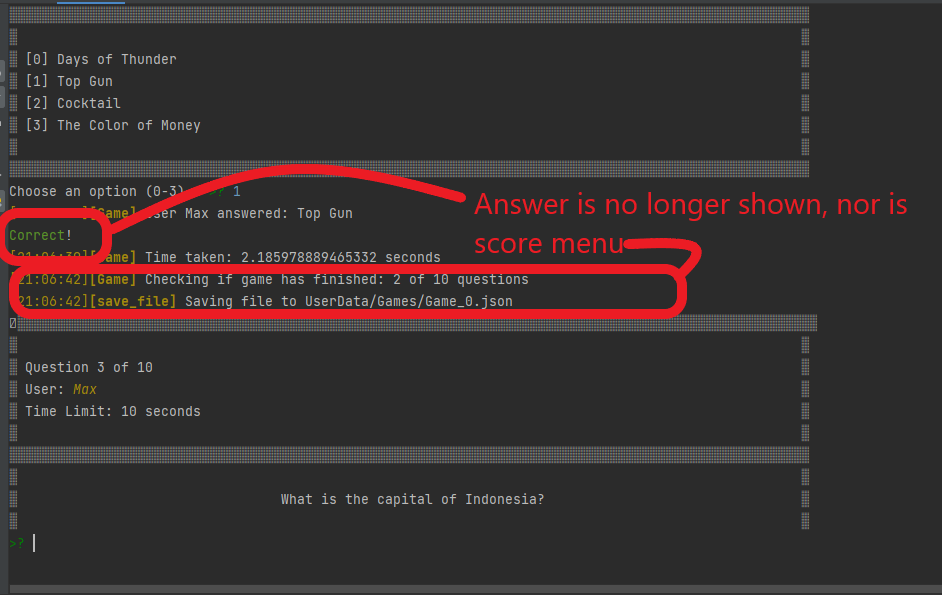 [0] Days of Thunder
[1] Top Gun
[2] Cocktail
[3] The Color of Money
Choose an option (0-3) >? 1
[Game] User Max answered: Top Gun
Answer is no longer shown, nor is
Correct!
score menu
[21:06:39][Game] Time taken: 2.185978889465332 seconds
[21:06:42][Game] Checking if game has finished: 2 of 10 questions
[21:06:42][save_file] Saving file to UserData/Games/Game_0.json
Question 3 of 10
User: Max
Time Limit: 10 seconds
What is the capital of Indonesia?
>?